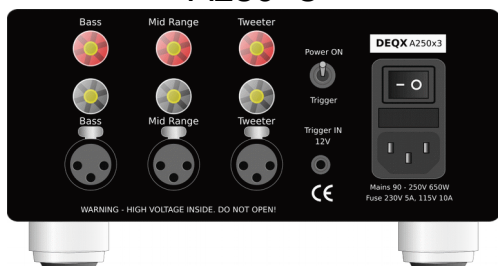 Bass Mid Range Tweeter
Power ON
DEQX A250x3
Trigger
Bass Mid Range Tweeter
Trigger IN
12V
Mains 90 - 250V 650W
Fuse 230V 5A, 115V 10A
WARNING - HIGH VOLTAGE INSIDE. DO NOT OPEN!